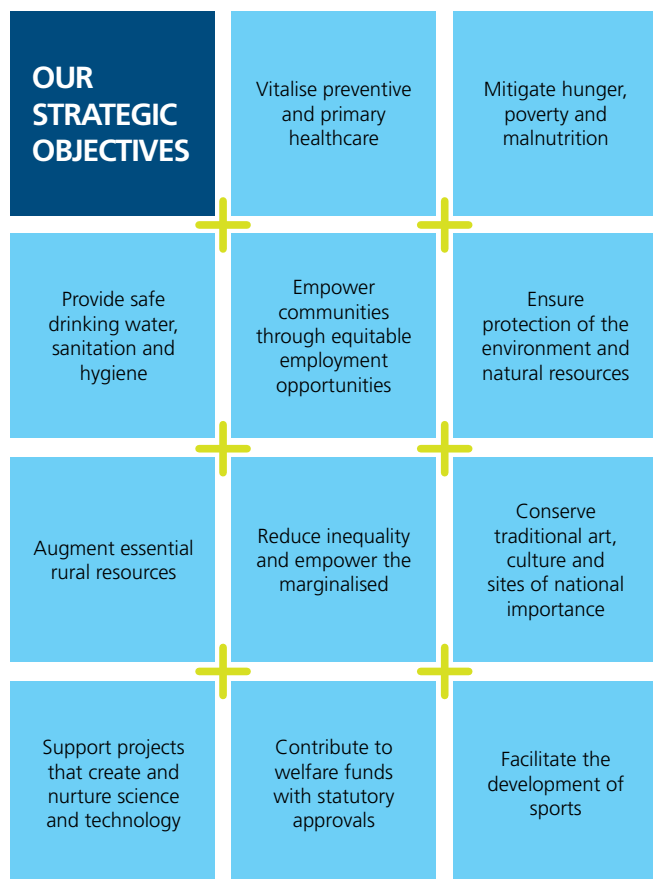 OUR
STRATEGIC
OBJECTIVES
Vitalise preventive
and primary
healthcare
Mitigate hunger,
poverty and
malnutrition
Provide safe
drinking water,
sanitation and
hygiene
Empower
communities
through equitable
employment
opportunities
Ensure
protection of the
environment and
natural resources
Augment essential
rural resources
Reduce inequality
and empower the
marginalised
Conserve
traditional art,
culture and
sites of national
importance
Support projects
that create and
nurture science
and technology
Contribute to
welfare funds
with statutory
approvals
Facilitate the
development of
sports